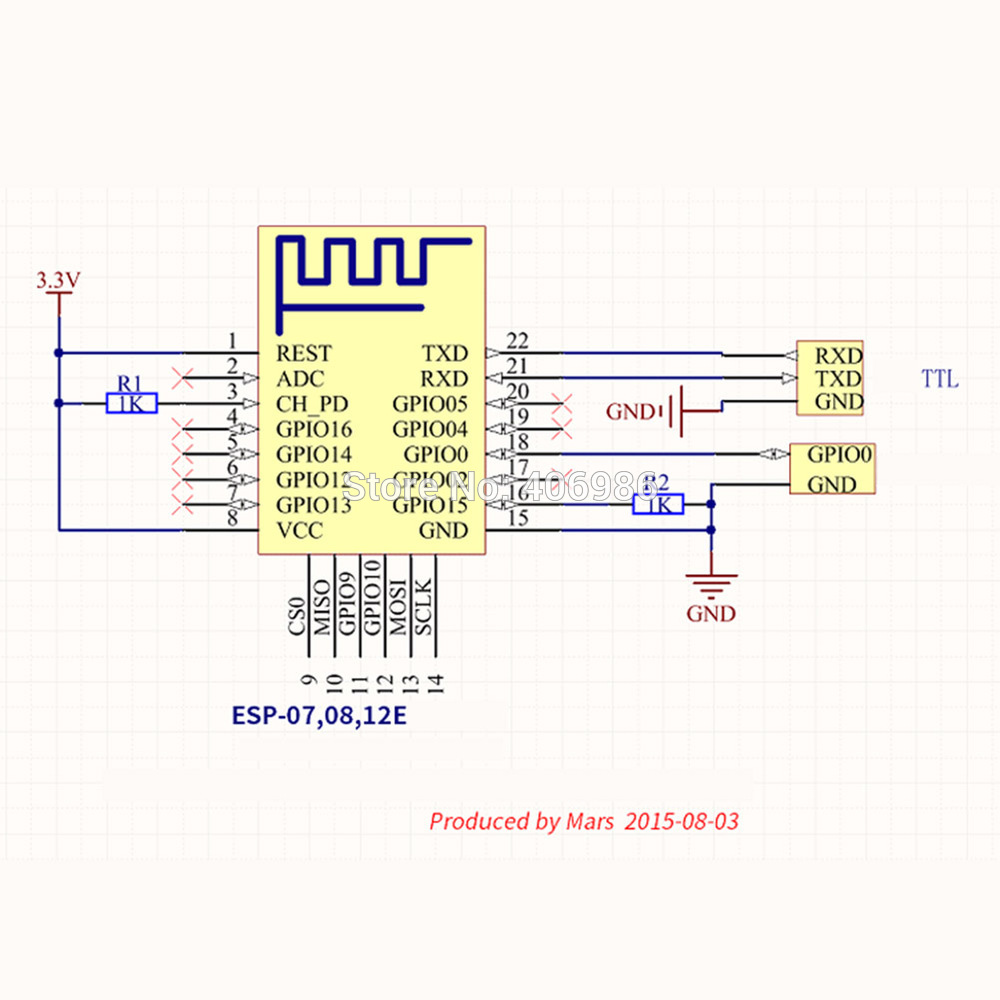 3.3V
R1
1K
1
2
3
4
5
6
7
8
REST
ADC
CH_PD
GPIO16
GPIO14
GPIO12
GPIO13
VCC
TXD
RXD
GPIO05
GPIO04
GPIO0
GPIO02
GPIO15
GND
22
21
20
19
18
17
16
15
RXD
TXD
GND
TTL
GND
GPIO0
GND
R2
1K
GND
Store No: 406986
CS0
MISO
GPIO9
GPIO10
MOSI
SCLK
9
10
11
12
13
14
ESP-07,08,12E
Produced by Mars 2015-08-03